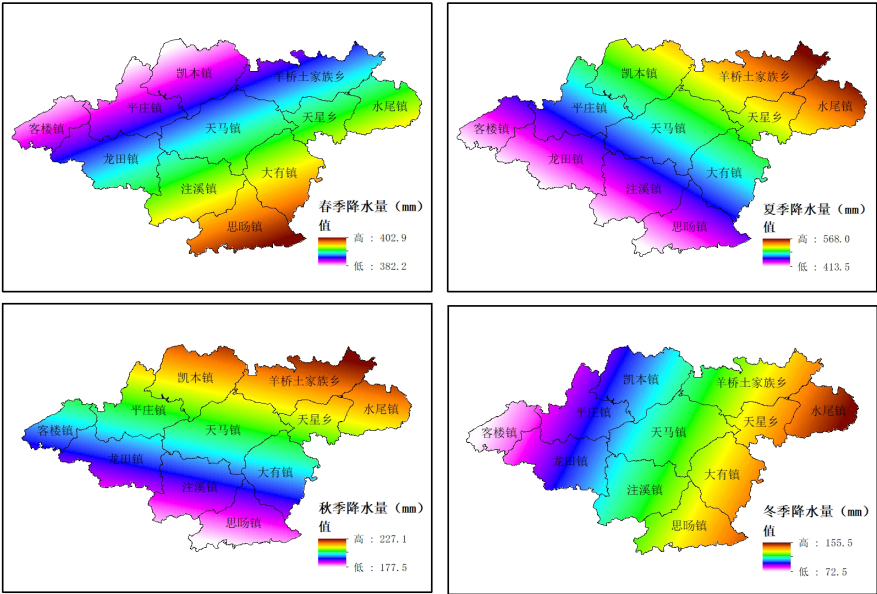 凯本镇
羊桥土家族乡
水尾镇
平庄镇
天星乡
客楼镇
天马镇
龙田镇
大有镇
注溪镇
思旸镇
春季降水量（mm）
值
高 : 402.9
低 : 382.2
凯本镇
羊桥土家族乡
水尾镇
平庄镇
天星乡
客楼镇
天马镇
龙田镇
大有镇
注溪镇
思旸镇
夏季降水量（mm）
值
高 : 568.0
低 : 413.5
凯本镇
羊桥土家族乡
水尾镇
平庄镇
天星乡
客楼镇
天马镇
龙田镇
大有镇
注溪镇
思旸镇
秋季降水量（mm）
值
高 : 227.1
低 : 177.5
凯本镇
羊桥土家族乡
水尾镇
平庄镇
天星乡
客楼镇
天马镇
龙田镇
大有镇
注溪镇
思旸镇
冬季降水量（mm）
值
高 : 155.5
低 : 72.5